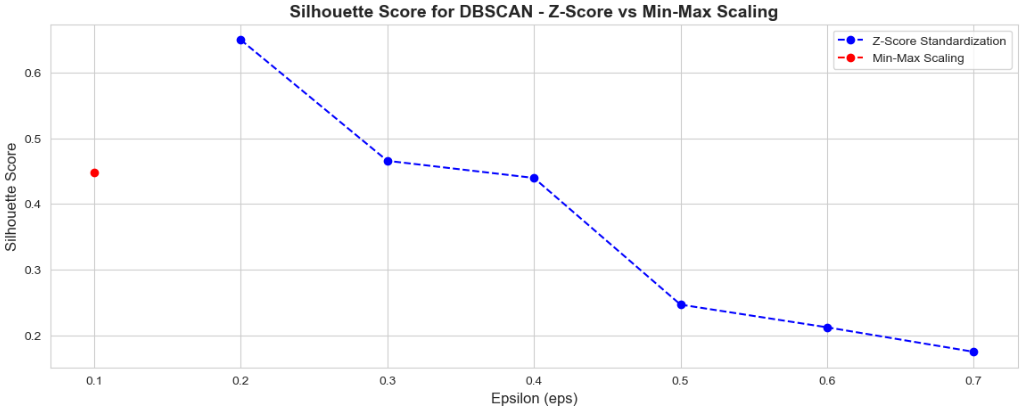 Silhouette Score for DBSCAN - Z-Score vs Min-Max Scaling
Z-Score Standardization
Min-Max Scaling
Silhouette Score
0.6
0.5
0.4
0.3
0.2
0.1 0.2 0.3 0.4 0.5 0.6 0.7
Epsilon (eps)